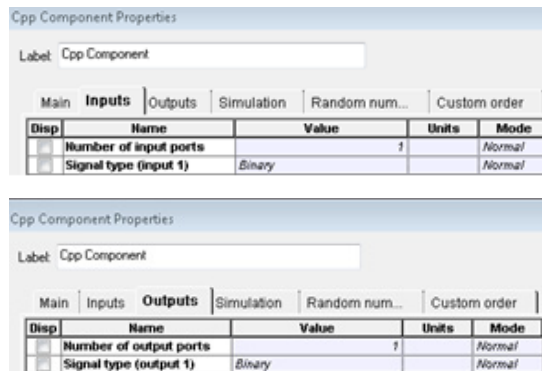 Cpp Component Properties
Label: Cpp Component
Main Inputs Outputs Simulation Random num... Custom order
Disp Name Value Units Mode
Number of input ports 1 Normal
Signal type (input 1) Binary Normal
Cpp Component Properties
Label: Cpp Component
Main Inputs Outputs Simulation Random num... Custom order
Disp Name Value Units Mode
Number of output ports 1 Normal
Signal type (output 1) Binary Normal